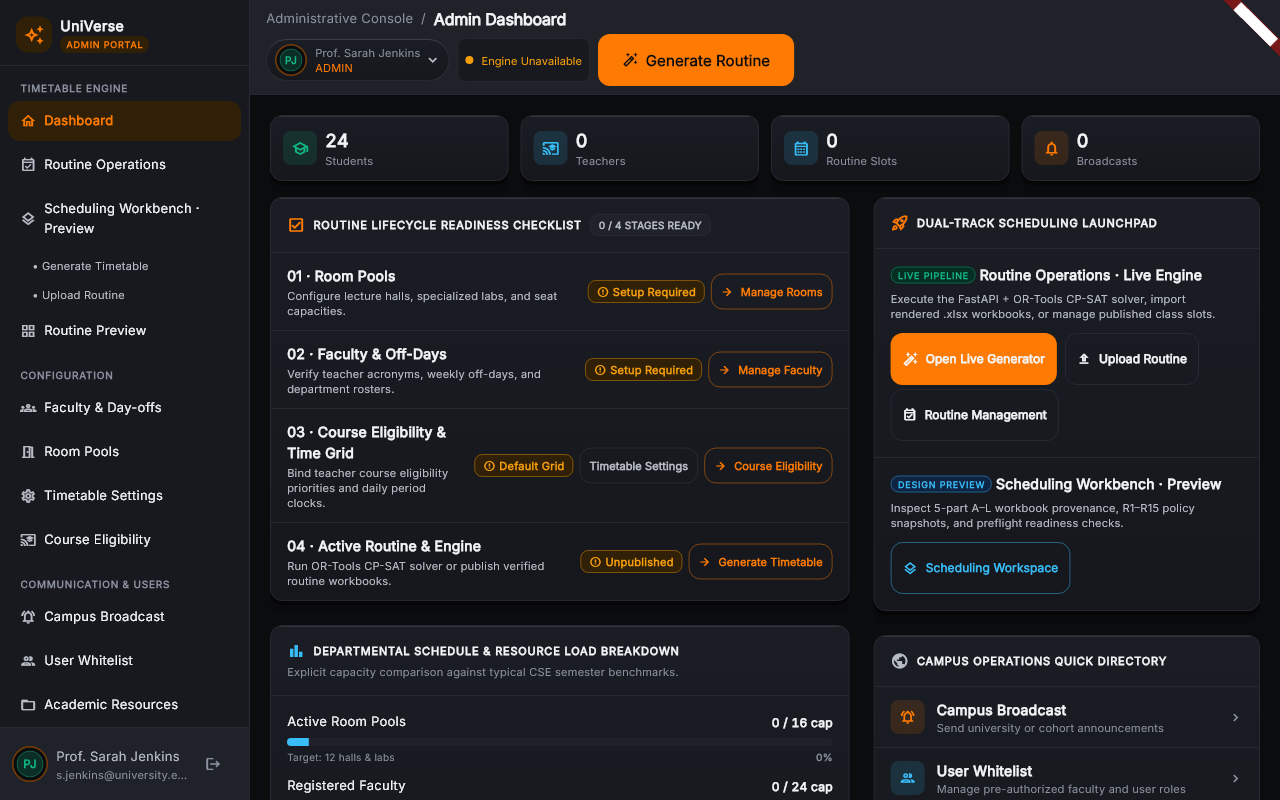 UniVerse
ADMIN PORTAL
TIMETABLE ENGINE
Dashboard
Routine Operations
Scheduling Workbench ·
Preview
• Generate Timetable
• Upload Routine
Routine Preview
CONFIGURATION
Faculty & Day-offs
Room Pools
Timetable Settings
Course Eligibility
COMMUNICATION & USERS
Campus Broadcast
User Whitelist
Academic Resources
PJ
Prof. Sarah Jenkins
s.jenkins@university.e...
Administrative Console / Admin Dashboard
PJ
Prof. Sarah Jenkins
ADMIN
Engine Unavailable
Generate Routine
24
Students
0
Teachers
0
Routine Slots
0
Broadcasts
ROUTINE LIFECYCLE READINESS CHECKLIST
0 / 4 STAGES READY
01 · Room Pools
Configure lecture halls, specialized labs, and seat
capacities.
Setup Required
Manage Rooms
02 · Faculty & Off-Days
Verify teacher acronyms, weekly off-days, and
department rosters.
Setup Required
Manage Faculty
03 · Course Eligibility &
Time Grid
Bind teacher course eligibility
priorities and daily period
clocks.
Default Grid
Timetable Settings
Course Eligibility
04 · Active Routine & Engine
Run OR-Tools CP-SAT solver or publish verified
routine workbooks.
Unpublished
Generate Timetable
DEPARTMENTAL SCHEDULE & RESOURCE LOAD BREAKDOWN
Explicit capacity comparison against typical CSE semester benchmarks.
Active Room Pools
0 / 16 cap
Target: 12 halls & labs
0%
Registered Faculty
0 / 24 cap
DUAL-TRACK SCHEDULING LAUNCHPAD
LIVE PIPELINE
Routine Operations · Live Engine
Execute the FastAPI + OR-Tools CP-SAT solver, import
rendered .xlsx workbooks, or manage published class slots.
Open Live Generator
Upload Routine
Routine Management
DESIGN PREVIEW
Scheduling Workbench · Preview
Inspect 5-part A–L workbook provenance, R1–R15 policy
snapshots, and preflight readiness checks.
Scheduling Workspace
CAMPUS OPERATIONS QUICK DIRECTORY
Campus Broadcast
Send university or cohort announcements
User Whitelist
Manage pre-authorized faculty and user roles